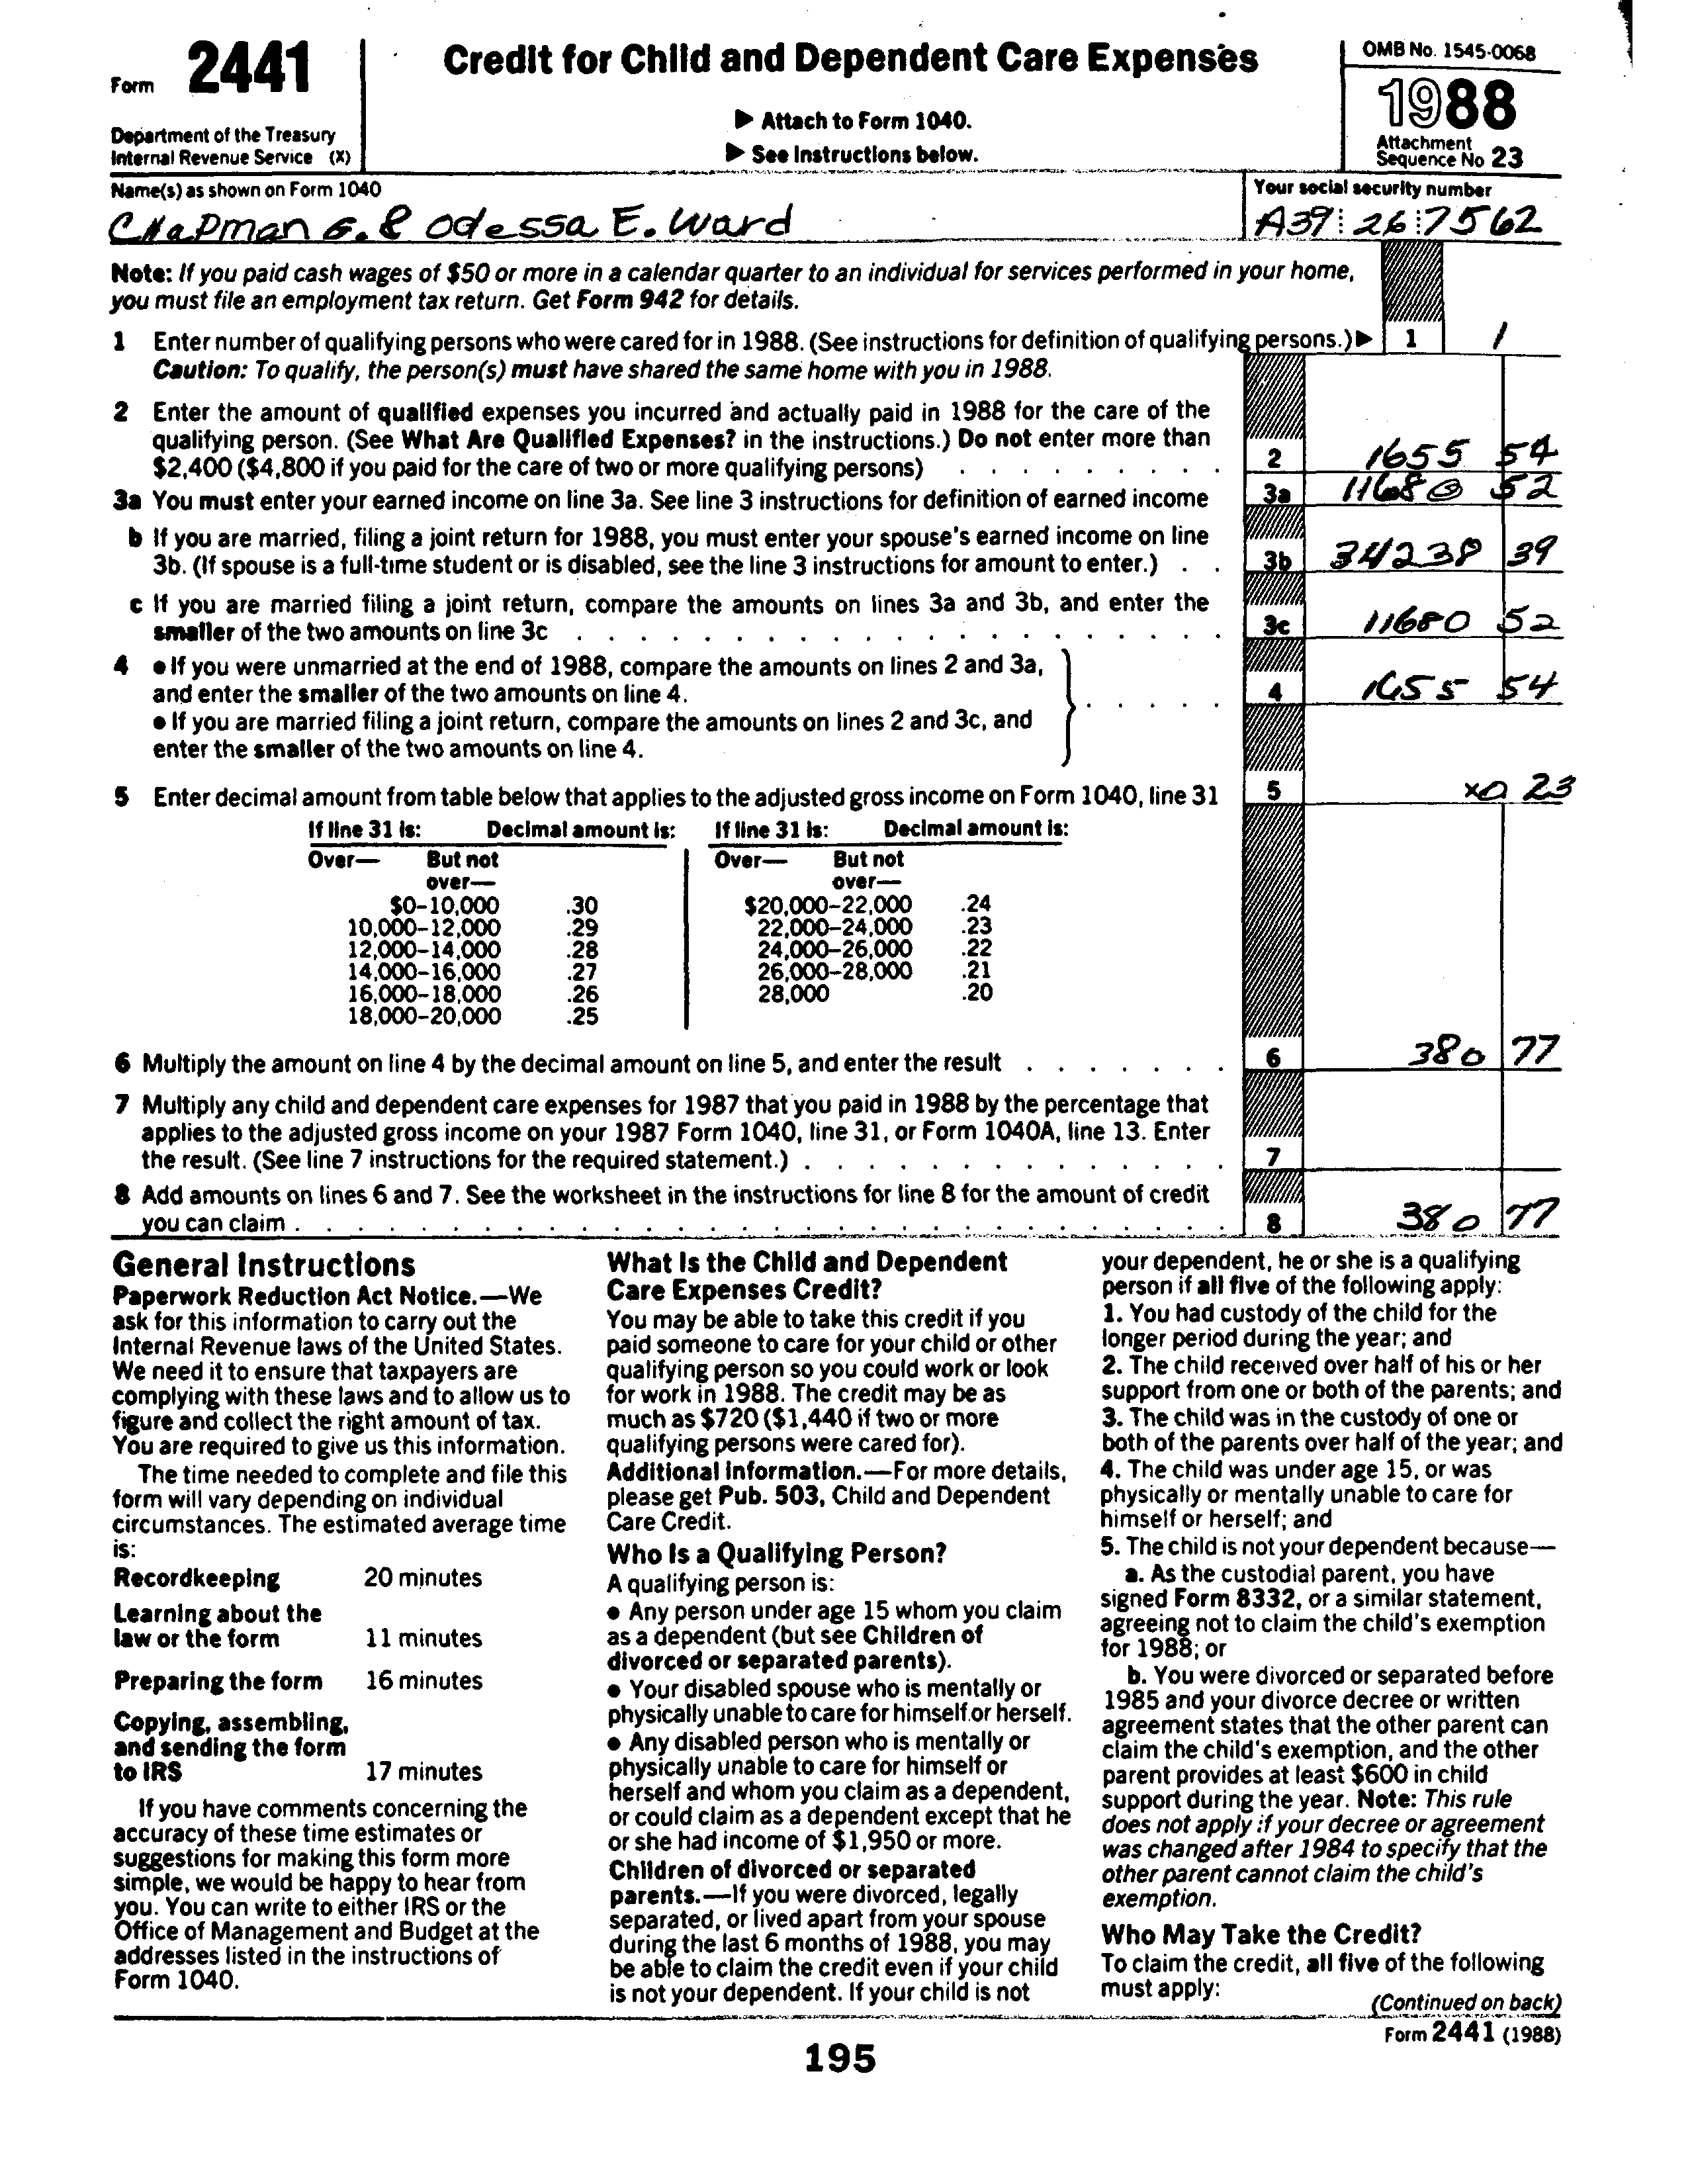 Form 2441
Department of the Treasury
Internal Revenue Service (X)
Credit for Child and Dependent Care Expenses
▶ Attach to Form 1040.
▶ See instructions below.
OMB No. 1545-0068
1988
Attachment
Sequence No 23
Name(s) as shown on Form 1040
Chapman G. & Odessa E. Ward
Your social security number
A39 26 7562
Note: If you paid cash wages of $50 or more in a calendar quarter to an individual for services performed in your home,
you must file an employment tax return. Get Form 942 for details.
1 Enter number of qualifying persons who were cared for in 1988. (See instructions for definition of qualifying persons.) ▶ 1 1
Caution: To qualify, the person(s) must have shared the same home with you in 1988.
2 Enter the amount of qualified expenses you incurred and actually paid in 1988 for the care of the
qualifying person. (See What Are Qualified Expenses? in the instructions.) Do not enter more than
$2,400 ($4,800 if you paid for the care of two or more qualifying persons) . . . . . . . . . 2 1655 54
3a You must enter your earned income on line 3a. See line 3 instructions for definition of earned income 3a 11680 52
b If you are married, filing a joint return for 1988, you must enter your spouse's earned income on line
3b. (If spouse is a full-time student or is disabled, see the line 3 instructions for amount to enter.) . . 3b 34238 39
c If you are married filing a joint return, compare the amounts on lines 3a and 3b, and enter the
smaller of the two amounts on line 3c . . . . . . . . . . . . . . . . . . . 3c 11680 52
4 ● If you were unmarried at the end of 1988, compare the amounts on lines 2 and 3a,
and enter the smaller of the two amounts on line 4. . . . . . 4 1655 54
● If you are married filing a joint return, compare the amounts on lines 2 and 3c, and
enter the smaller of the two amounts on line 4.
5 Enter decimal amount from table below that applies to the adjusted gross income on Form 1040, line 31 5 x0 23
If line 31 is: Decimal amount is: If line 31 is: Decimal amount is:
Over— But not Over— But not
over— over—
$0–10,000 .30 $20,000–22,000 .24
10,000–12,000 .29 22,000–24,000 .23
12,000–14,000 .28 24,000–26,000 .22
14,000–16,000 .27 26,000–28,000 .21
16,000–18,000 .26 28,000 .20
18,000–20,000 .25
6 Multiply the amount on line 4 by the decimal amount on line 5, and enter the result . . . . . . . 6 380 77
7 Multiply any child and dependent care expenses for 1987 that you paid in 1988 by the percentage that
applies to the adjusted gross income on your 1987 Form 1040, line 31, or Form 1040A, line 13. Enter
the result. (See line 7 instructions for the required statement.) . . . . . . . . . . . . . . 7
8 Add amounts on lines 6 and 7. See the worksheet in the instructions for line 8 for the amount of credit
you can claim . . . . . . . . . . . . . . . . . . . . . . . . . . . . . . 8 380 77
General Instructions
Paperwork Reduction Act Notice.—We
ask for this information to carry out the
Internal Revenue laws of the United States.
We need it to ensure that taxpayers are
complying with these laws and to allow us to
figure and collect the right amount of tax.
You are required to give us this information.
The time needed to complete and file this
form will vary depending on individual
circumstances. The estimated average time
is:
Recordkeeping 20 minutes
Learning about the
law or the form 11 minutes
Preparing the form 16 minutes
Copying, assembling,
and sending the form
to IRS 17 minutes
If you have comments concerning the
accuracy of these time estimates or
suggestions for making this form more
simple, we would be happy to hear from
you. You can write to either IRS or the
Office of Management and Budget at the
addresses listed in the instructions of
Form 1040.
What Is the Child and Dependent
Care Expenses Credit?
You may be able to take this credit if you
paid someone to care for your child or other
qualifying person so you could work or look
for work in 1988. The credit may be as
much as $720 ($1,440 if two or more
qualifying persons were cared for).
Additional Information.—For more details,
please get Pub. 503, Child and Dependent
Care Credit.
Who Is a Qualifying Person?
A qualifying person is:
● Any person under age 15 whom you claim
as a dependent (but see Children of
divorced or separated parents).
● Your disabled spouse who is mentally or
physically unable to care for himself or herself.
● Any disabled person who is mentally or
physically unable to care for himself or
herself and whom you claim as a dependent,
or could claim as a dependent except that he
or she had income of $1,950 or more.
Children of divorced or separated
parents.—If you were divorced, legally
separated, or lived apart from your spouse
during the last 6 months of 1988, you may
be able to claim the credit even if your child
is not your dependent. If your child is not
your dependent, he or she is a qualifying
person if all five of the following apply:
1. You had custody of the child for the
longer period during the year; and
2. The child received over half of his or her
support from one or both of the parents; and
3. The child was in the custody of one or
both of the parents over half of the year; and
4. The child was under age 15, or was
physically or mentally unable to care for
himself or herself; and
5. The child is not your dependent because—
a. As the custodial parent, you have
signed Form 8332, or a similar statement,
agreeing not to claim the child's exemption
for 1988; or
b. You were divorced or separated before
1985 and your divorce decree or written
agreement states that the other parent can
claim the child's exemption, and the other
parent provides at least $600 in child
support during the year. Note: This rule
does not apply if your decree or agreement
was changed after 1984 to specify that the
other parent cannot claim the child's
exemption.
Who May Take the Credit?
To claim the credit, all five of the following
must apply:
(Continued on back)
Form 2441 (1988)
195